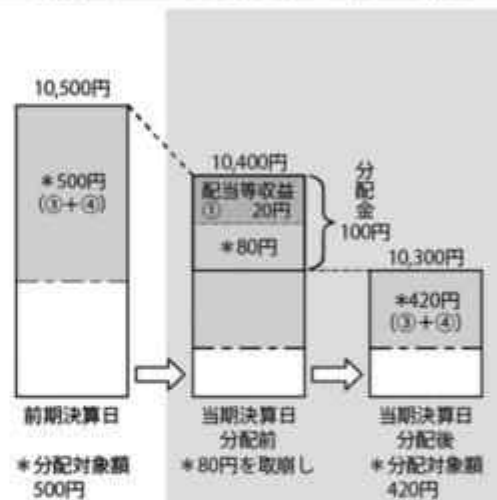 10,500円
＊500円
(③＋④)
10,400円
配当等収益
① 20円
＊80円
分配金
100円
10,300円
＊420円
(③＋④)
前期決算日
＊分配対象額
500円
当期決算日
分配前
＊80円を取崩し
当期決算日
分配後
＊分配対象額
420円